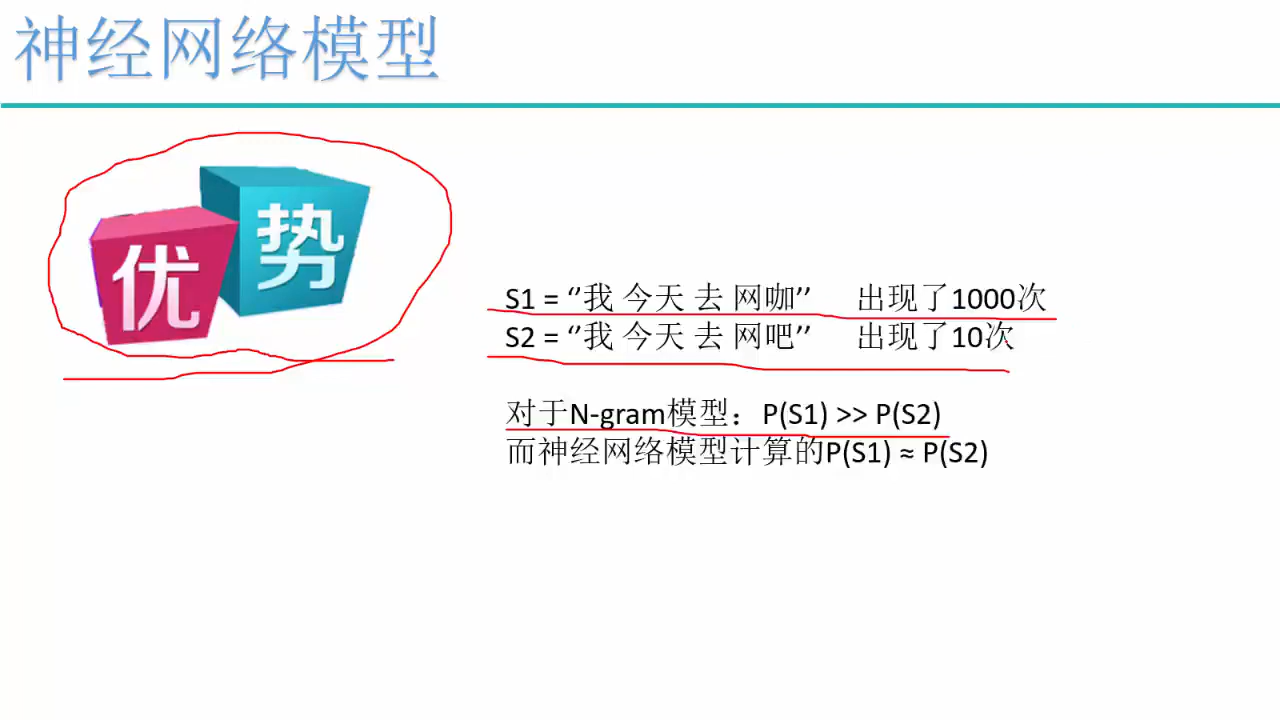 神经网络模型
优势
S1 = ‘’我 今天 去 网咖’’ 出现了1000次
S2 = ‘’我 今天 去 网吧’’ 出现了10次
对于N-gram模型：P(S1) >> P(S2)
而神经网络模型计算的P(S1) ≈ P(S2)